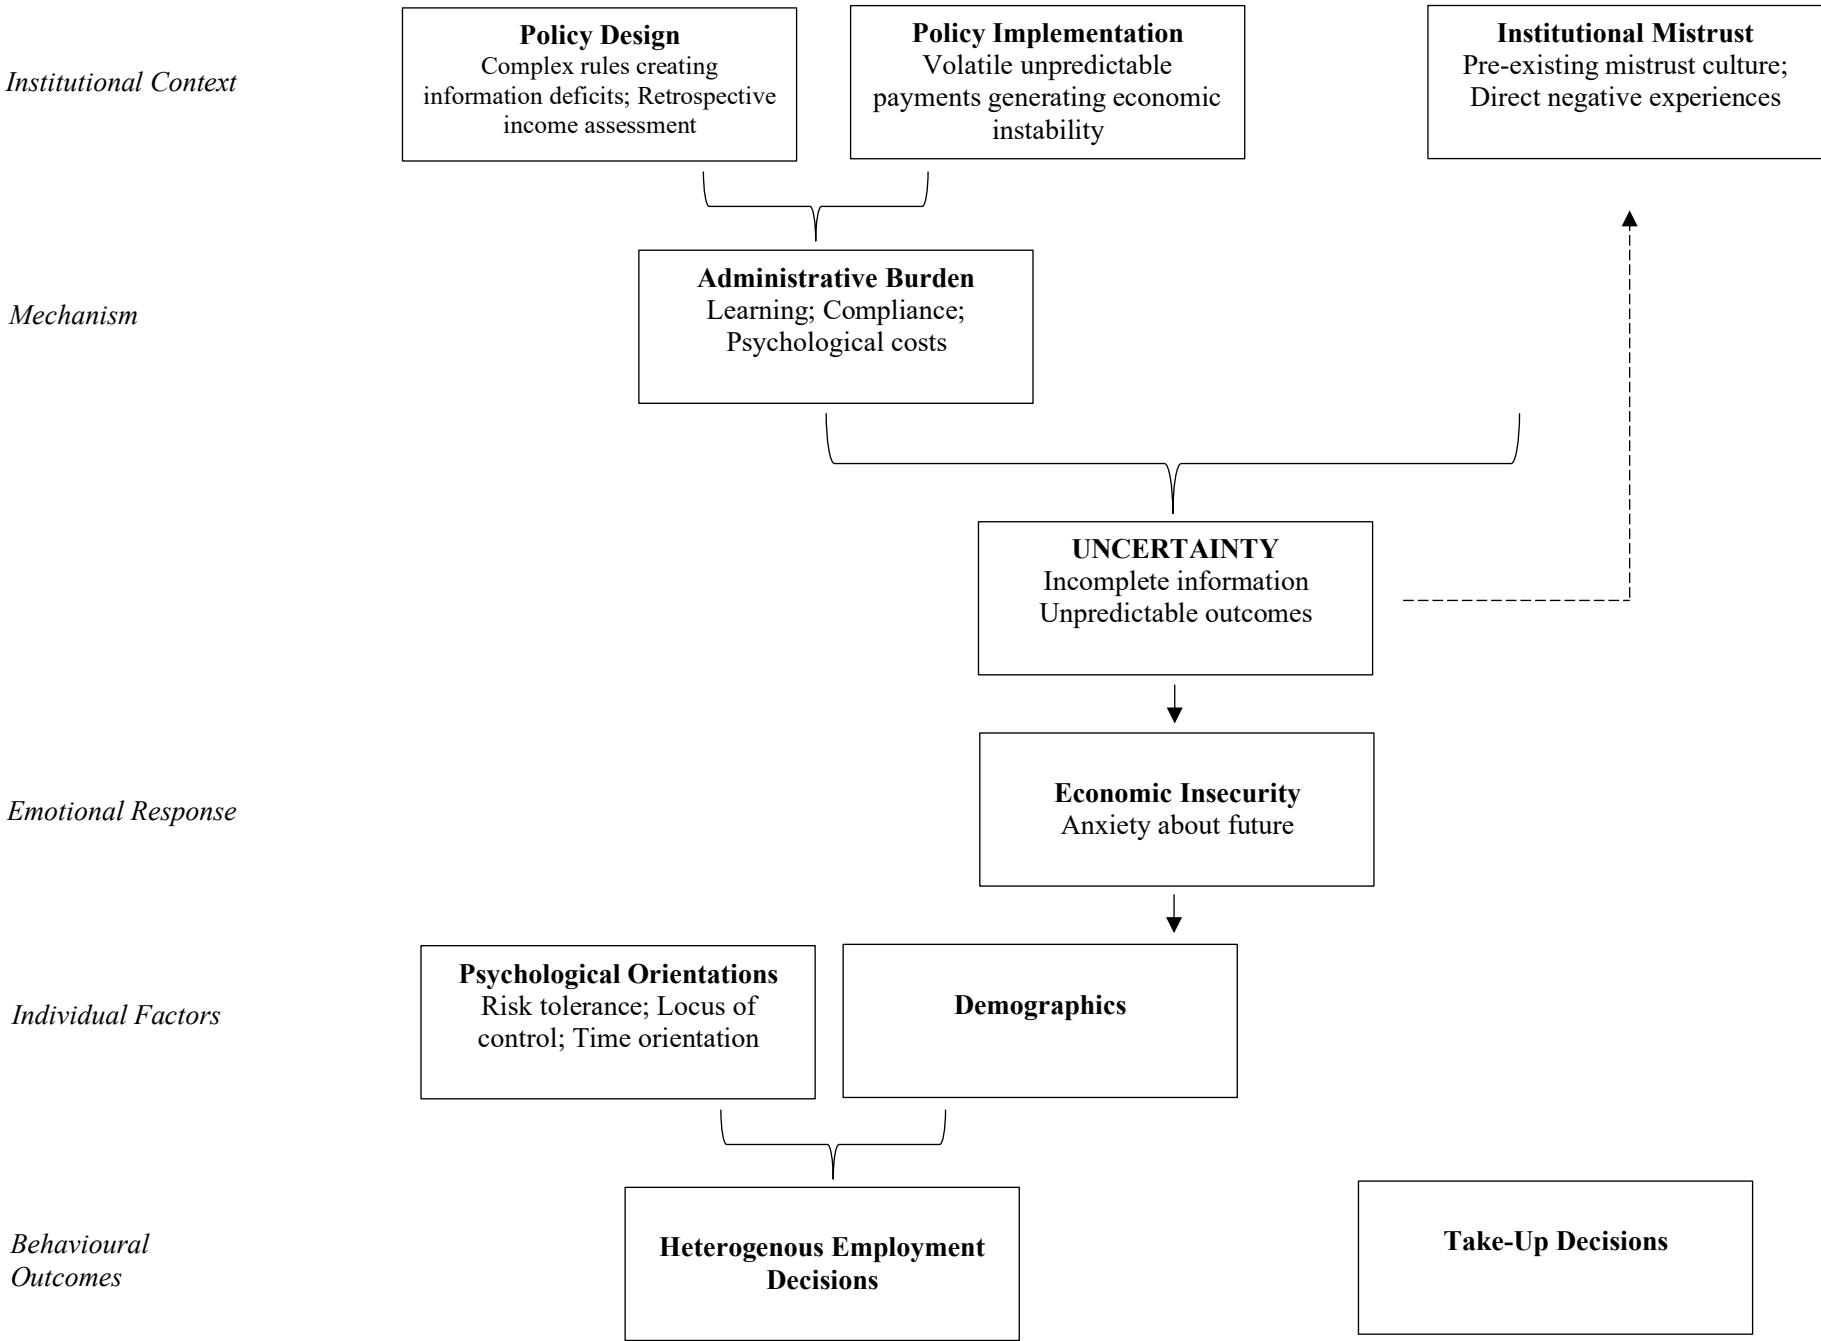 Institutional Context
Policy Design
Complex rules creating
information deficits; Retrospective
income assessment
Policy Implementation
Volatile unpredictable
payments generating economic
instability
Institutional Mistrust
Pre-existing mistrust culture;
Direct negative experiences
Mechanism
Administrative Burden
Learning; Compliance;
Psychological costs
UNCERTAINTY
Incomplete information
Unpredictable outcomes
Emotional Response
Economic Insecurity
Anxiety about future
Individual Factors
Psychological Orientations
Risk tolerance; Locus of
control; Time orientation
Demographics
Behavioural
Outcomes
Heterogenous Employment
Decisions
Take-Up Decisions